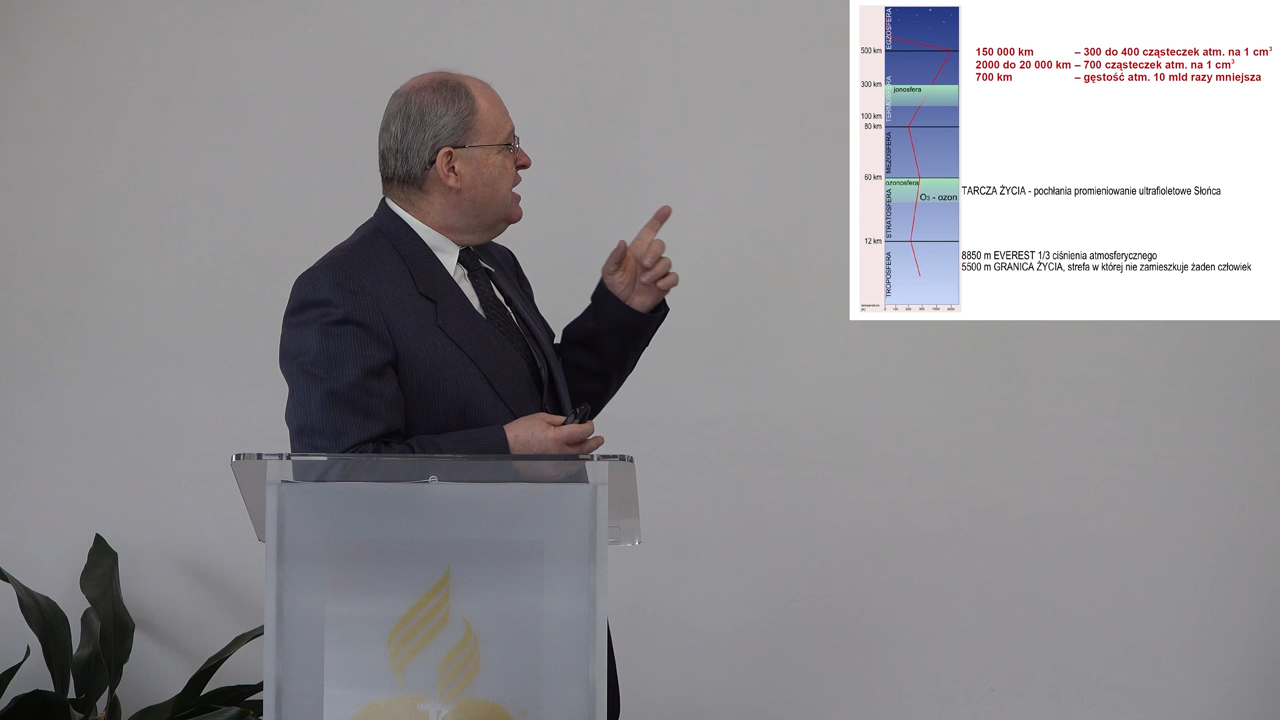 EGZOSFERA
500 km
150 000 km – 300 do 400 cząsteczek atm. na 1 cm³
2000 do 20 000 km – 700 cząsteczek atm. na 1 cm³
700 km – gęstość atm. 10 mld razy mniejsza
300 km
jonosfera
TERMOSFERA
100 km
80 km
MEZOSFERA
60 km
ozonosfera
O₃ - ozon
TARCZA ŻYCIA - pochłania promieniowanie ultrafioletowe Słońca
STRATOSFERA
12 km
8850 m EVEREST 1/3 ciśnienia atmosferycznego
5500 m GRANICA ŻYCIA, strefa w której nie zamieszkuje żaden człowiek
TROPOSFERA